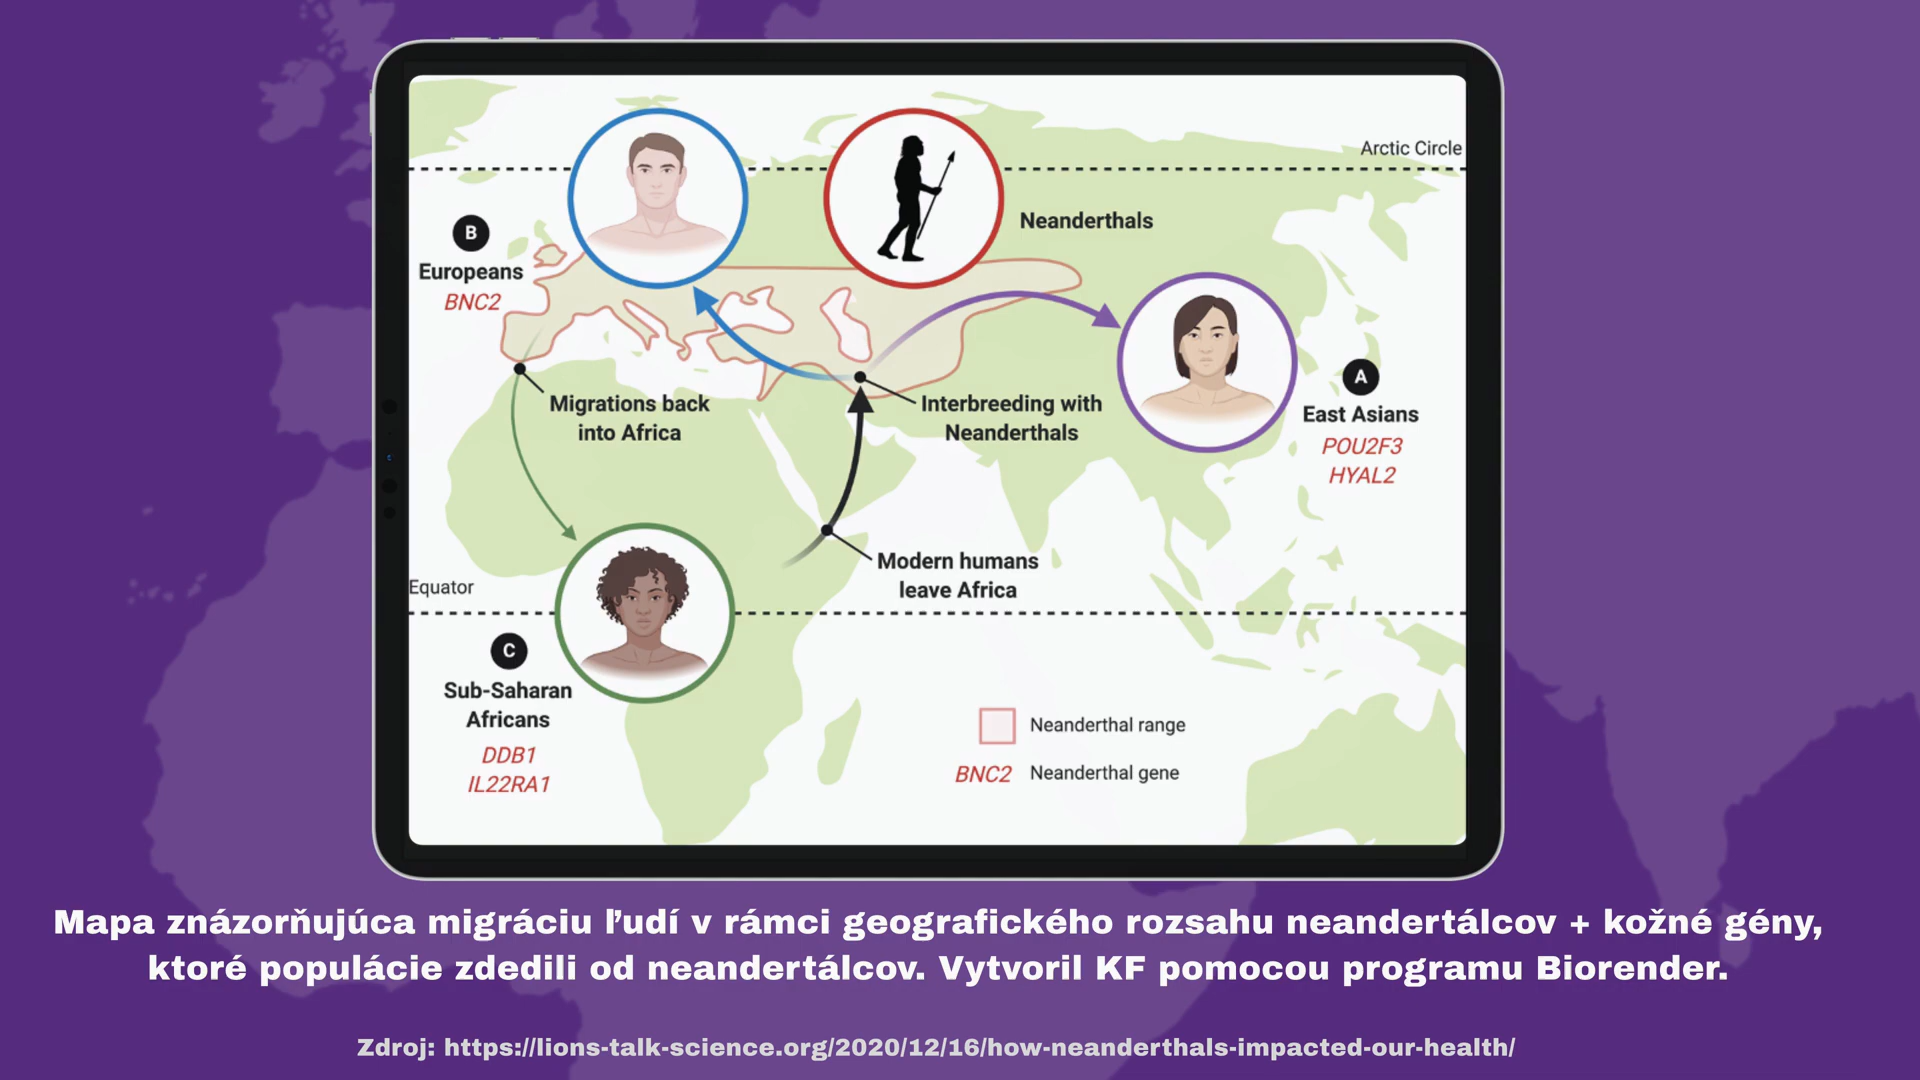 Arctic Circle
Neanderthals
B
Europeans
BNC2
A
East Asians
POU2F3
HYAL2
Migrations back
into Africa
Interbreeding with
Neanderthals
Modern humans
leave Africa
Equator
C
Sub-Saharan
Africans
DDB1
IL22RA1
Neanderthal range
BNC2 Neanderthal gene
Mapa znázorňujúca migráciu ľudí v rámci geografického rozsahu neandertálcov + kožné gény,
ktoré populácie zdedili od neandertálcov. Vytvoril KF pomocou programu Biorender.
Zdroj: https://lions-talk-science.org/2020/12/16/how-neanderthals-impacted-our-health/